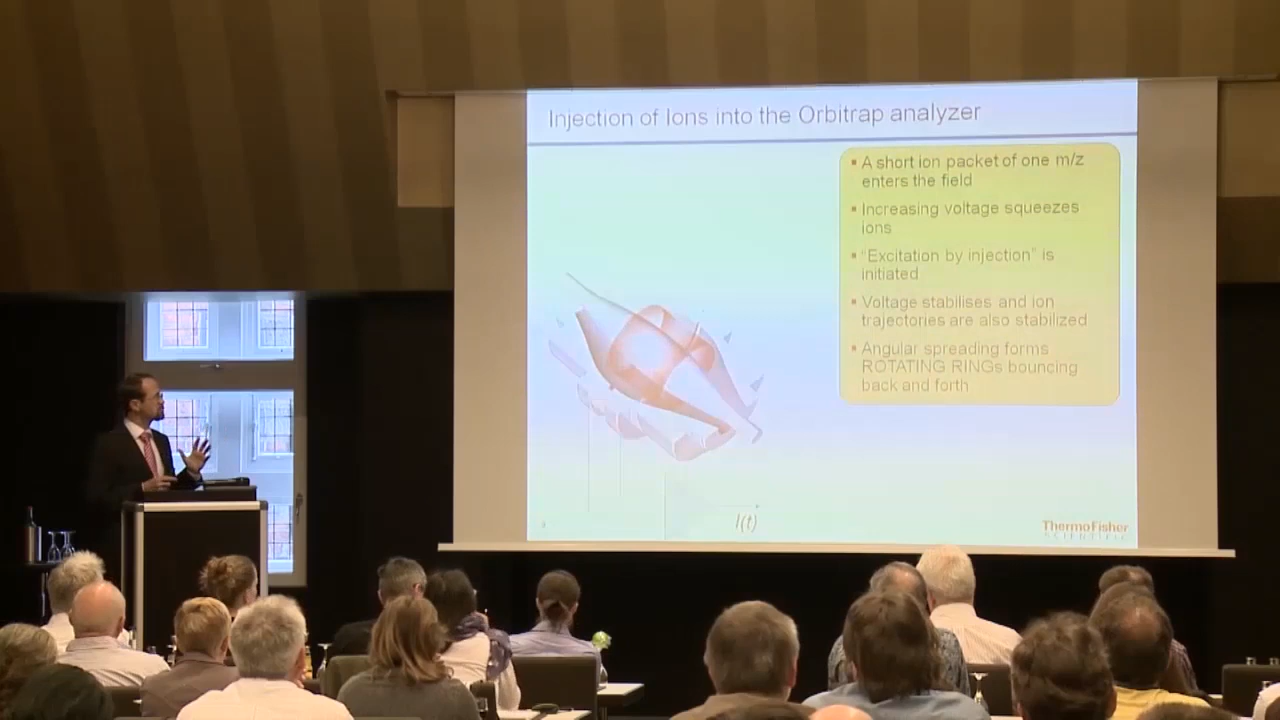 Injection of Ions into the Orbitrap analyzer
A short ion packet of one m/z
enters the field
Increasing voltage squeezes
ions
"Excitation by injection" is
initiated
Voltage stabilises and ion
trajectories are also stabilized
Angular spreading forms
ROTATING RINGs bouncing
back and forth
I(t)
ThermoFisher
SCIENTIFIC